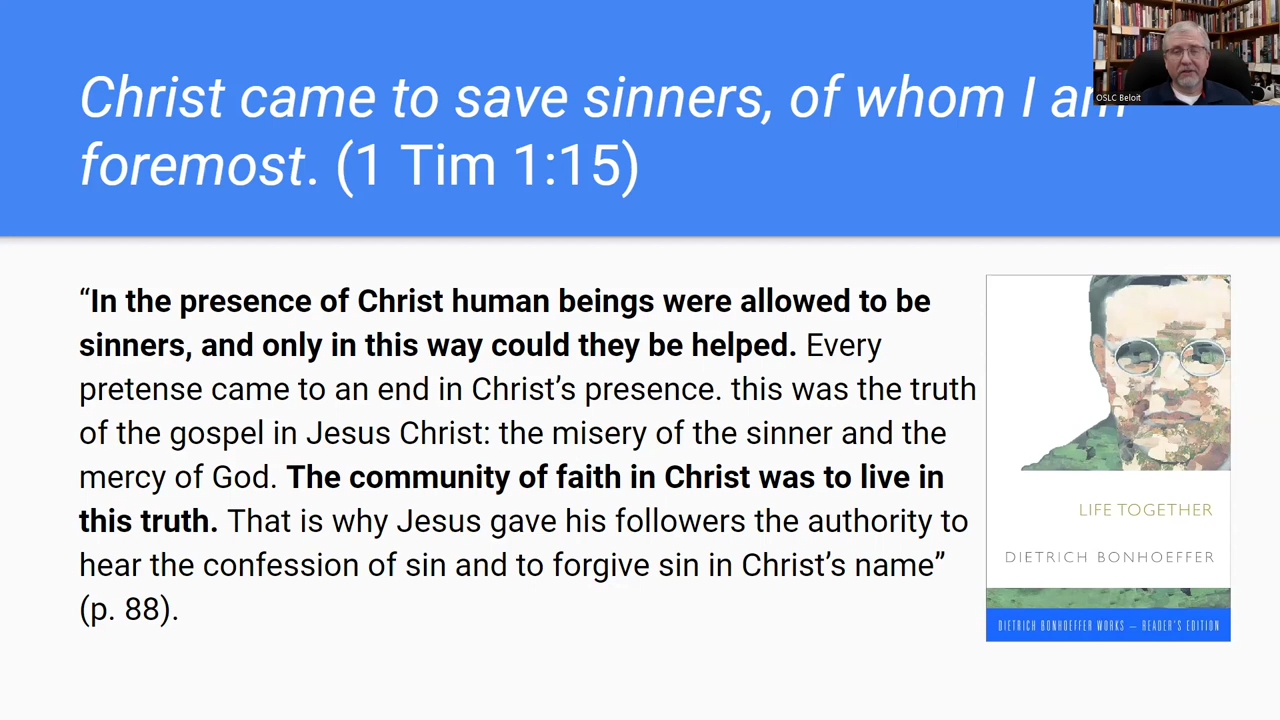 Christ came to save sinners, of whom I am
foremost. (1 Tim 1:15)
OSLC Beloit
“In the presence of Christ human beings were allowed to be
sinners, and only in this way could they be helped. Every
pretense came to an end in Christ’s presence. this was the truth
of the gospel in Jesus Christ: the misery of the sinner and the
mercy of God. The community of faith in Christ was to live in
this truth. That is why Jesus gave his followers the authority to
hear the confession of sin and to forgive sin in Christ’s name”
(p. 88).
LIFE TOGETHER
DIETRICH BONHOEFFER
DIETRICH BONHOEFFER WORKS — READER'S EDITION